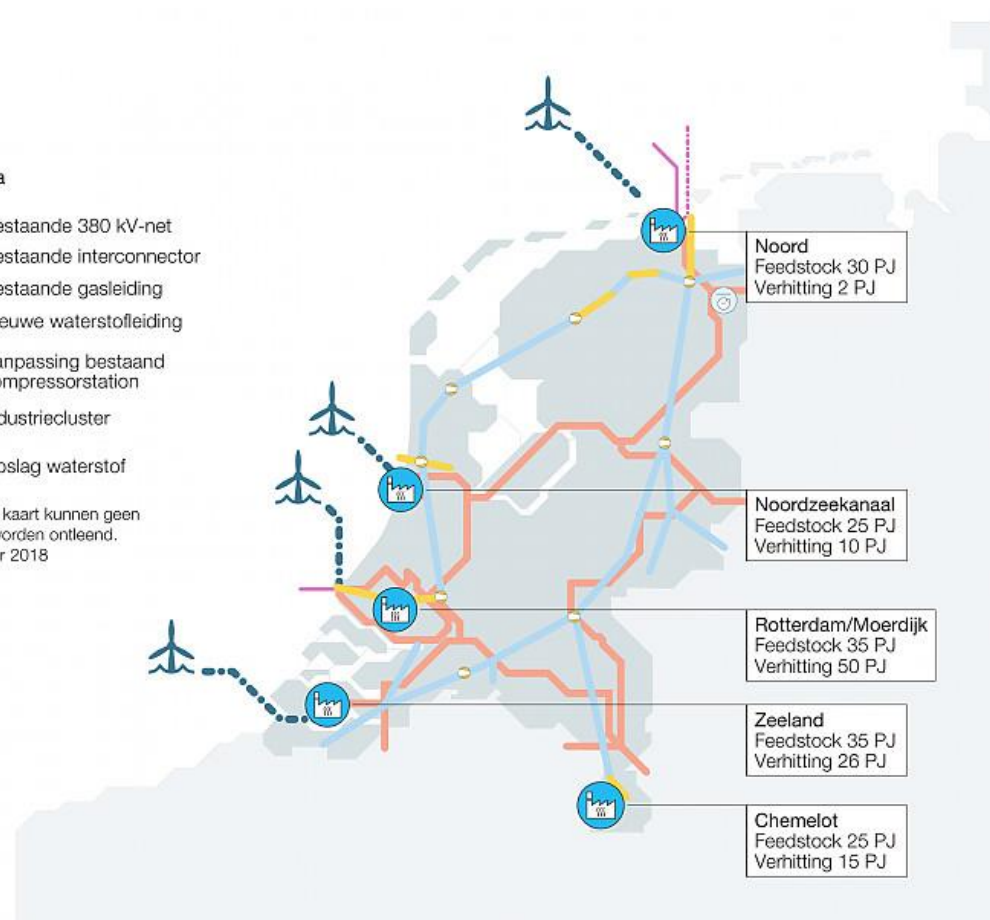 a
estaande 380 kV-net
estaande interconnector
estaande gasleiding
euwe waterstofleiding
anpassing bestaand
ompressorstation
dustriecluster
oslag waterstof
kaart kunnen geen
orden ontleend.
r 2018
Noord
Feedstock 30 PJ
Verhitting 2 PJ
Noordzeekanaal
Feedstock 25 PJ
Verhitting 10 PJ
Rotterdam/Moerdijk
Feedstock 35 PJ
Verhitting 50 PJ
Zeeland
Feedstock 35 PJ
Verhitting 26 PJ
Chemelot
Feedstock 25 PJ
Verhitting 15 PJ